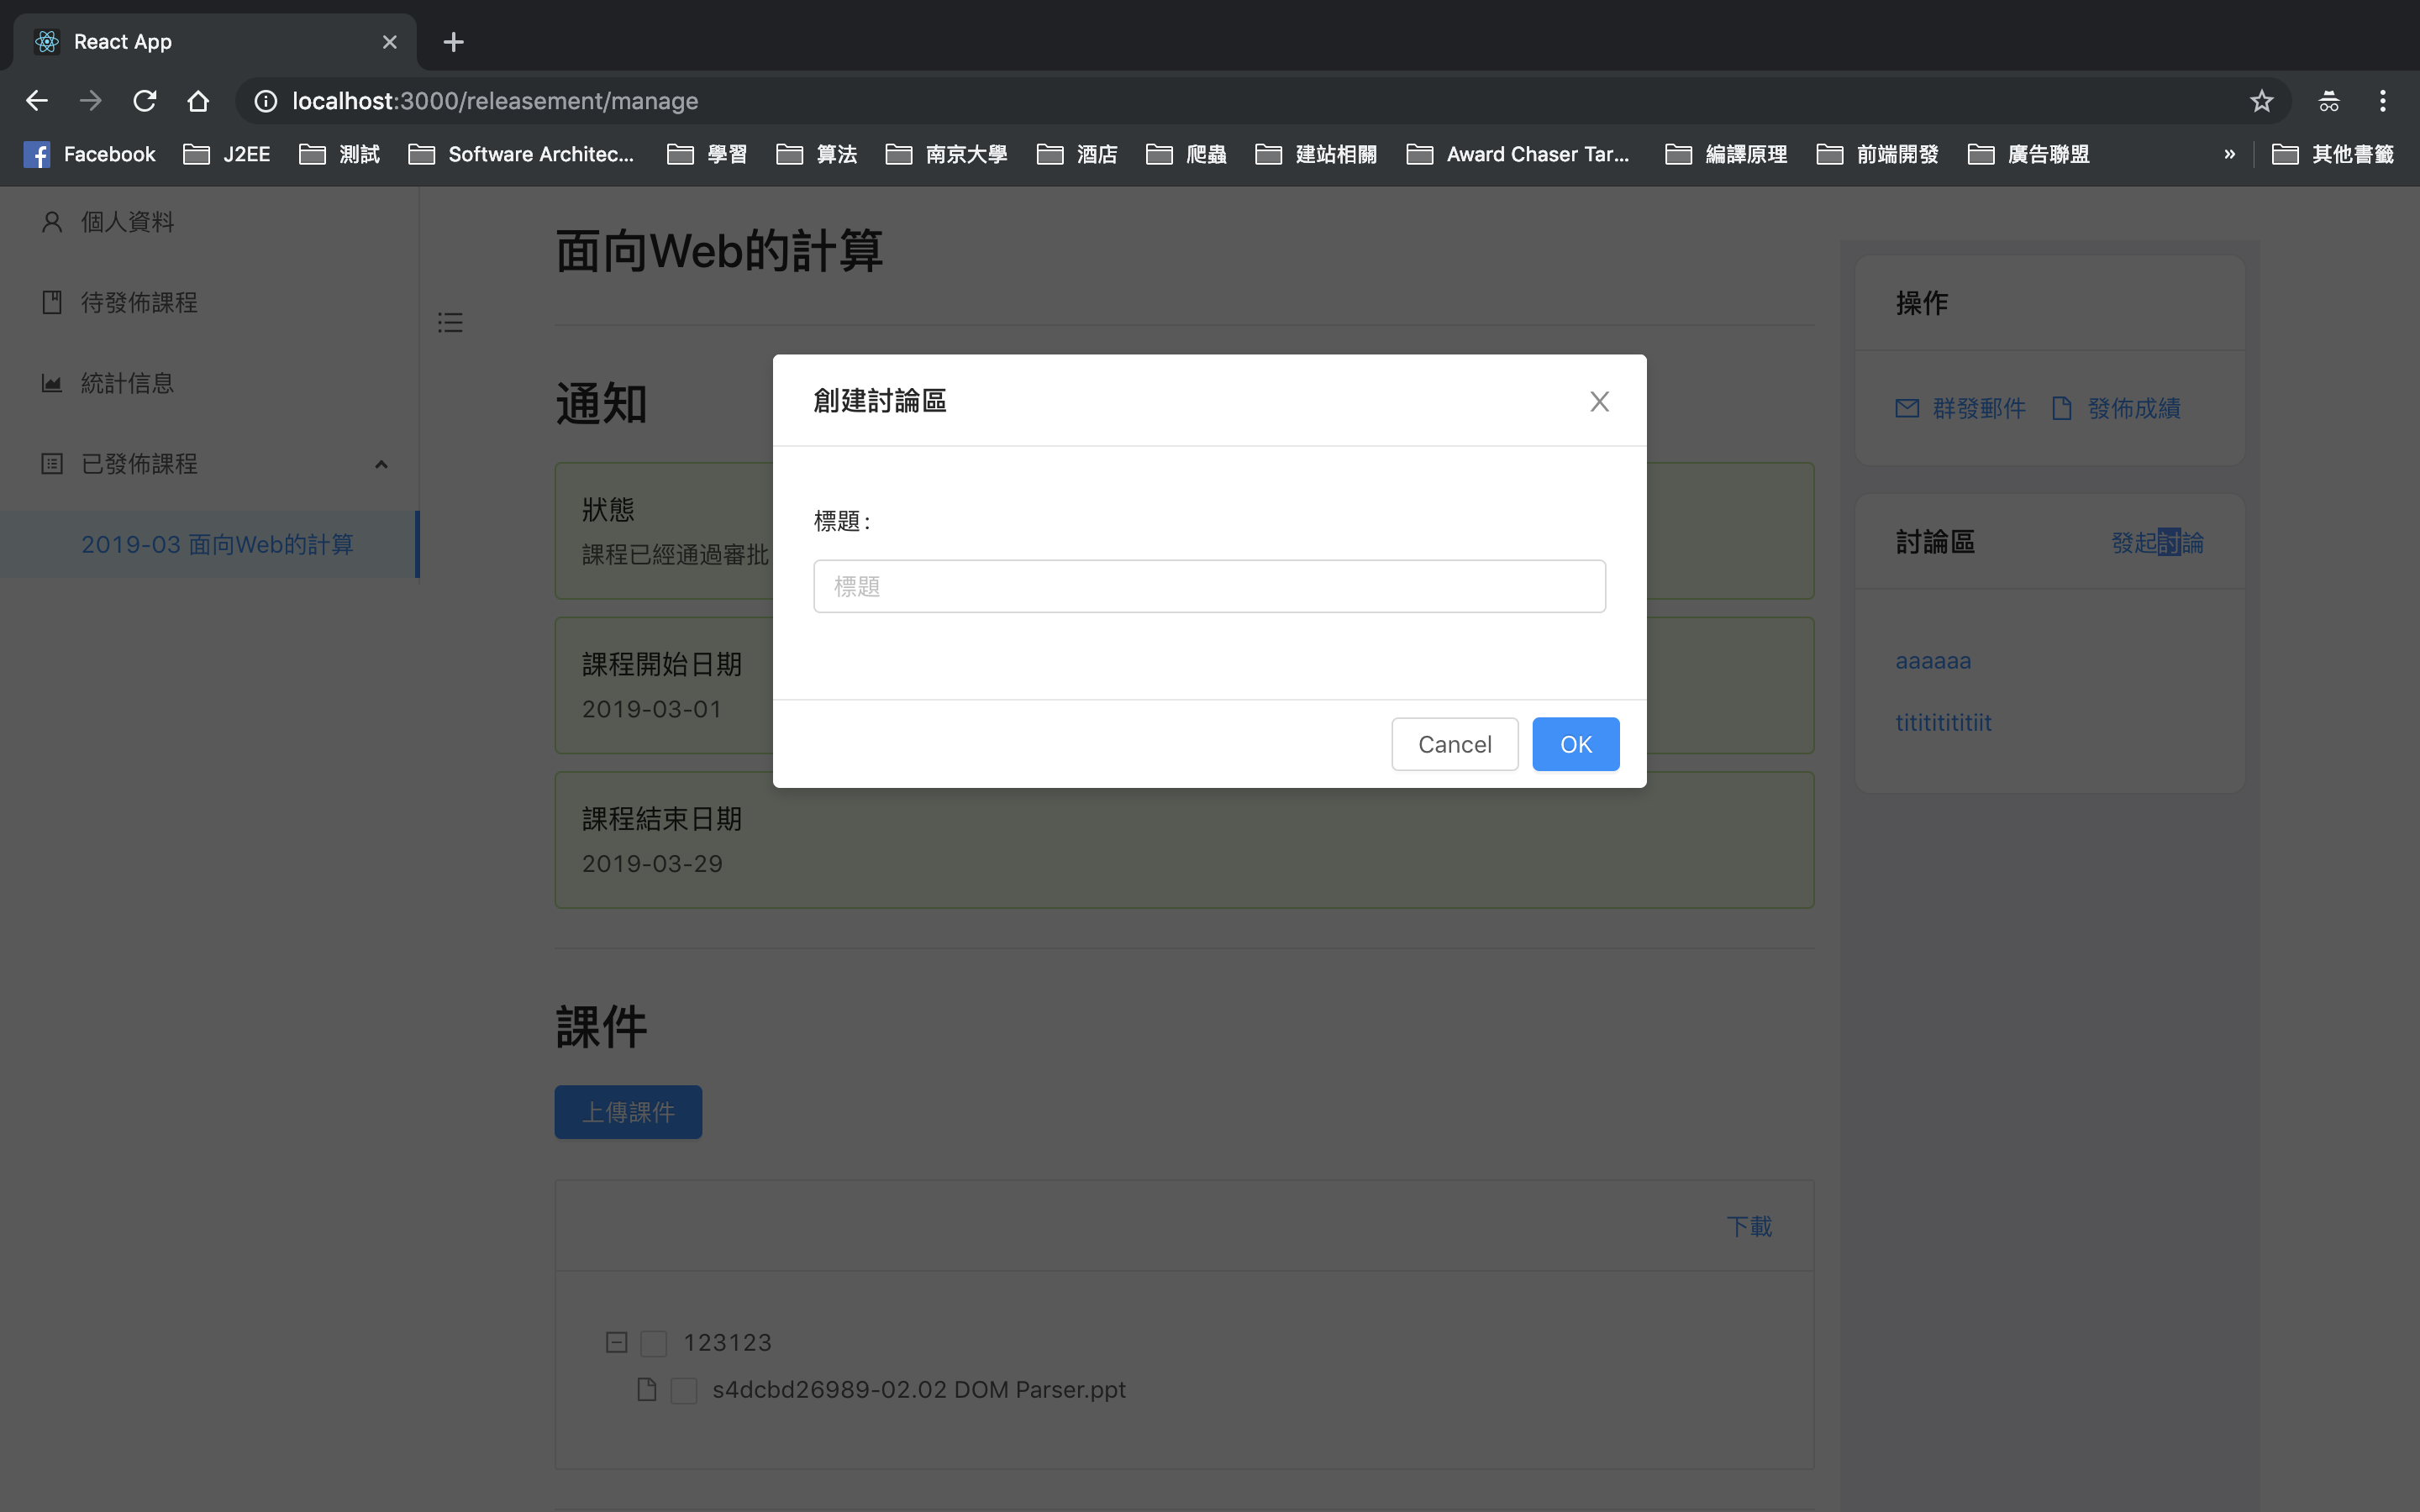 React App
localhost:3000/releasement/manage
Facebook J2EE 測試 Software Architec... 學習 算法 南京大學 酒店 爬蟲 建站相關 Award Chaser Tar... 編譯原理 前端開發 廣告聯盟 » 其他書籤
個人資料
待發佈課程
統計信息
已發佈課程
2019-03 面向Web的計算
面向Web的計算
通知
狀態
課程已經通過審批
課程開始日期
2019-03-01
課程結束日期
2019-03-29
課件
上傳課件
下載
123123
s4dcbd26989-02.02 DOM Parser.ppt
創建討論區
標題:
標題
Cancel OK
操作
群發郵件 發佈成績
討論區 發起討論
aaaaaa
titititititiit